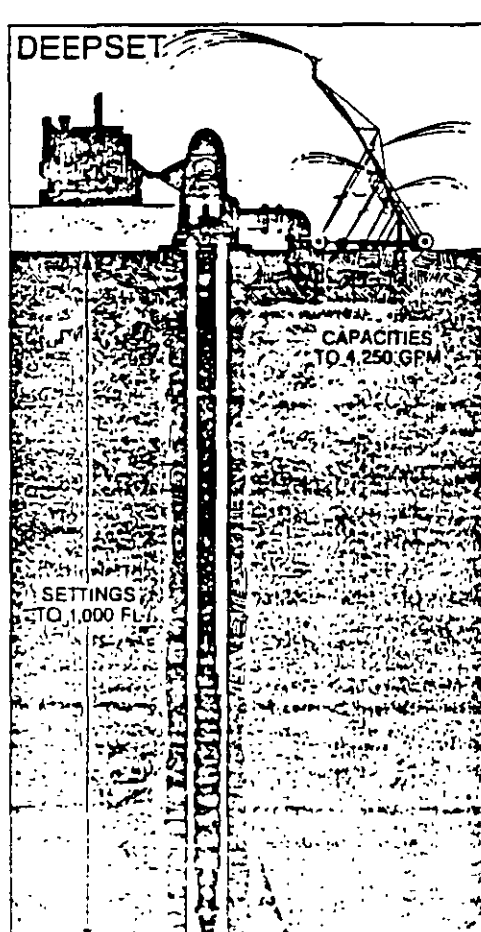 DEEPSET
CAPACITIES
TO 4,250 GPM
SETTINGS
TO 1,000 Ft.